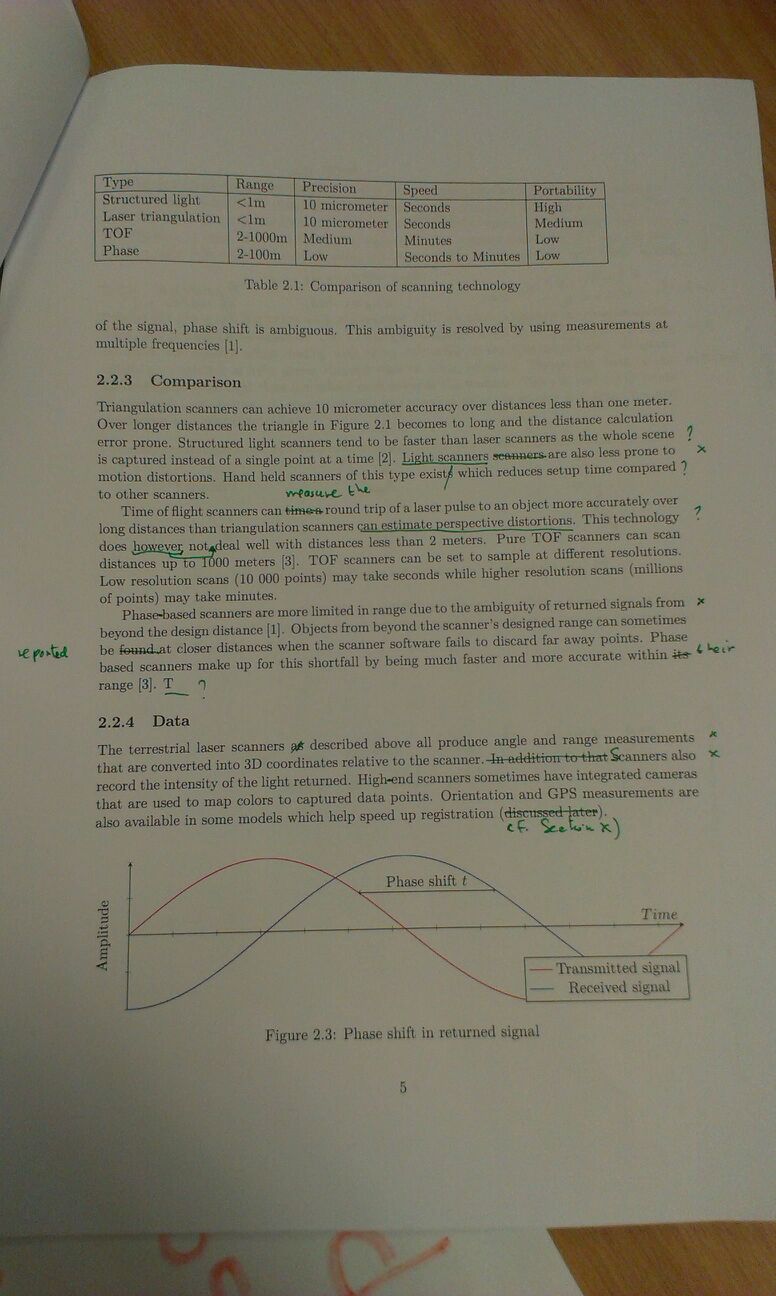 Type Range Precision Speed Portability
Structured light <1m 10 micrometer Seconds High
Laser triangulation <1m 10 micrometer Seconds Medium
TOF 2-1000m Medium Minutes Low
Phase 2-100m Low Seconds to Minutes Low
Table 2.1: Comparison of scanning technology
of the signal, phase shift is ambiguous. This ambiguity is resolved by using measurements at
multiple frequencies [1].
2.2.3 Comparison
Triangulation scanners can achieve 10 micrometer accuracy over distances less than one meter.
Over longer distances the triangle in Figure 2.1 becomes to long and the distance calculation
error prone. Structured light scanners tend to be faster than laser scanners as the whole scene ?
is captured instead of a single point at a time [2]. Light scanners scanners are also less prone to x
motion distortions. Hand held scanners of this type exist, which reduces setup time compared ?
to other scanners.
measure the
Time of flight scanners can time a round trip of a laser pulse to an object more accurately over
long distances than triangulation scanners can estimate perspective distortions. This technology ?
does however not deal well with distances less than 2 meters. Pure TOF scanners can scan
distances up to 1000 meters [3]. TOF scanners can be set to sample at different resolutions.
Low resolution scans (10 000 points) may take seconds while higher resolution scans (millions
of points) may take minutes.
Phase-based scanners are more limited in range due to the ambiguity of returned signals from x
beyond the design distance [1]. Objects from beyond the scanner's designed range can sometimes
reported be found at closer distances when the scanner software fails to discard far away points. Phase
based scanners make up for this shortfall by being much faster and more accurate within its their
range [3]. T ?
2.2.4 Data
The terrestrial laser scanners described above all produce angle and range measurements x
that are converted into 3D coordinates relative to the scanner. In addition to that Scanners also x
record the intensity of the light returned. High-end scanners sometimes have integrated cameras
that are used to map colors to captured data points. Orientation and GPS measurements are
also available in some models which help speed up registration (discussed later).
cf. Section x)
Amplitude
Phase shift t
Time
Transmitted signal
Received signal
Figure 2.3: Phase shift in returned signal
5